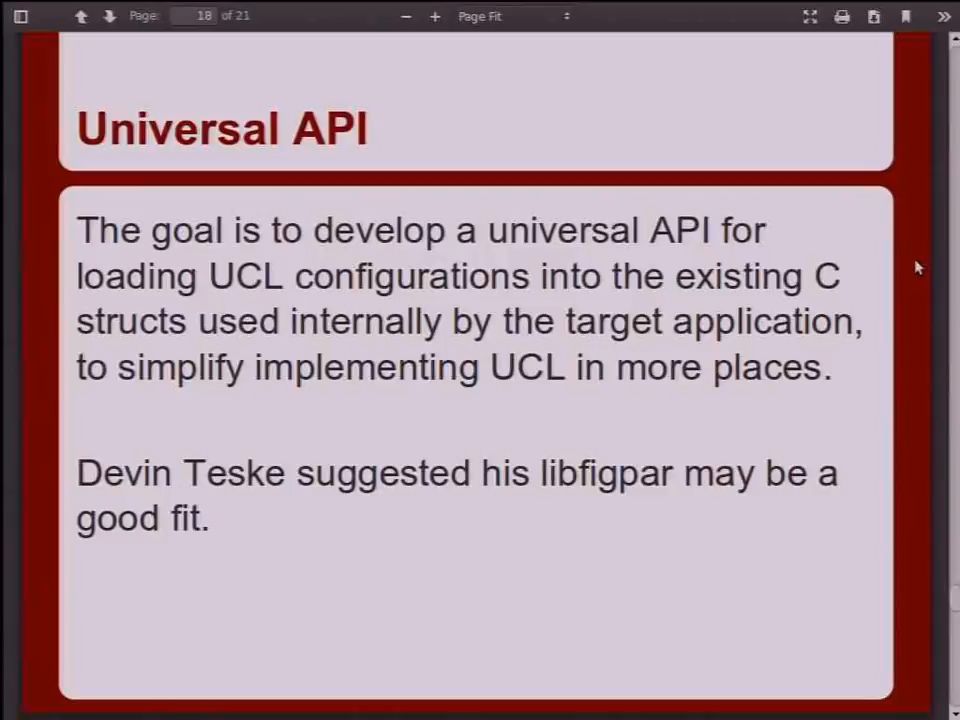 Page: 18 of 21 Page Fit
Universal API
The goal is to develop a universal API for
loading UCL configurations into the existing C
structs used internally by the target application,
to simplify implementing UCL in more places.
Devin Teske suggested his libfigpar may be a
good fit.